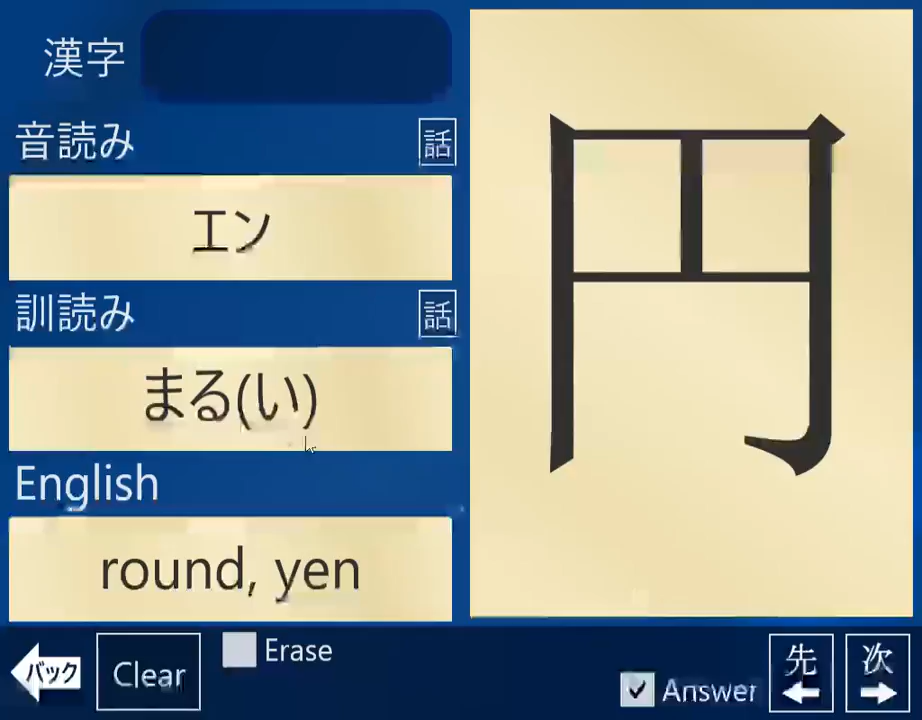 漢字
音読み 話
エン
訓読み 話
まる(い)
English
round, yen
円
バック
Clear
Erase
Answer
先
次